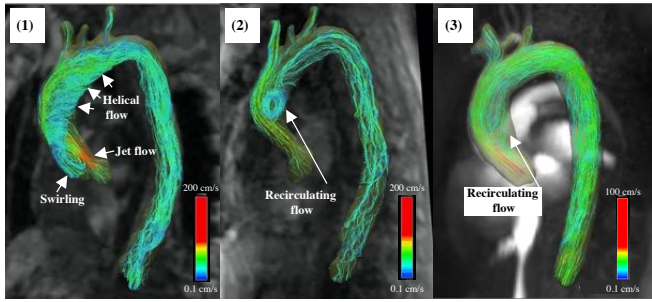 (1)
Helical
flow
Jet flow
Swirling
200 cm/s
0.1 cm/s
(2)
Recirculating
flow
200 cm/s
0.1 cm/s
(3)
Recirculating
flow
100 cm/s
0.1 cm/s